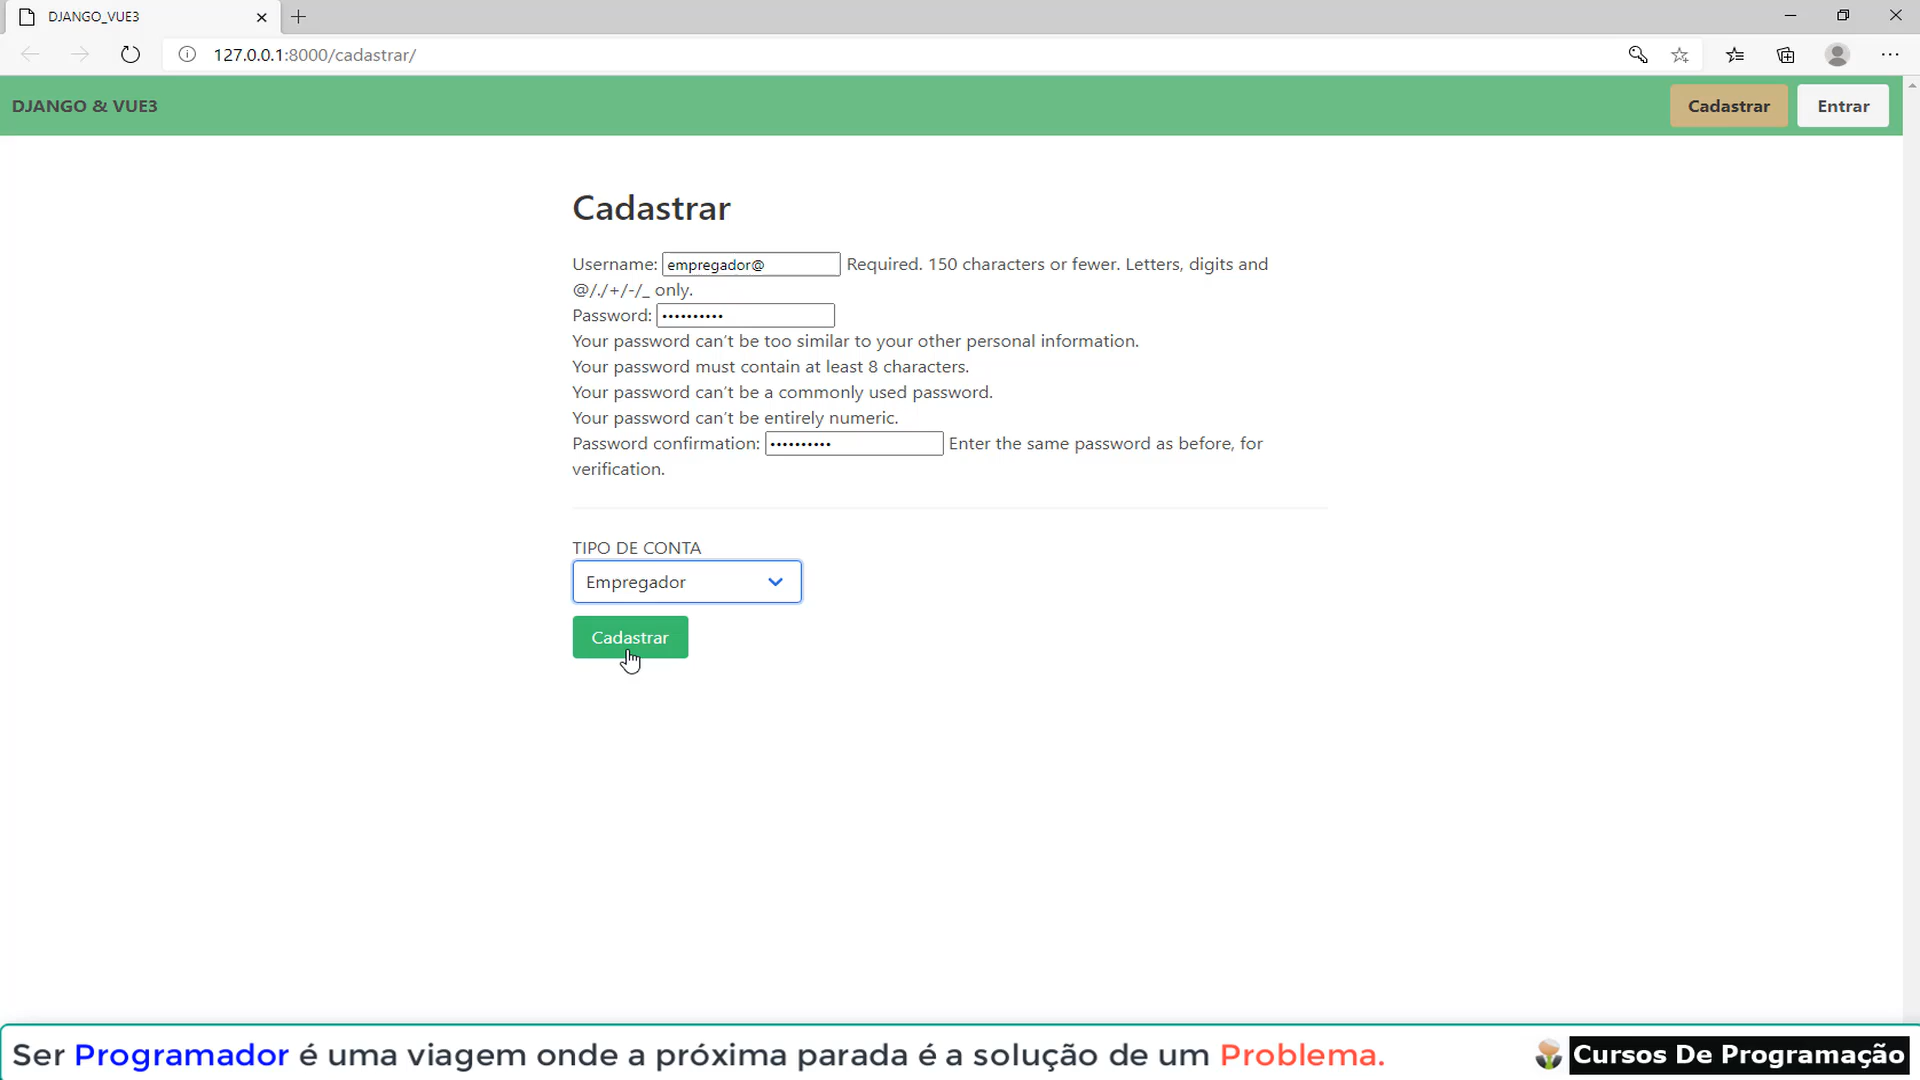 DJANGO_VUE3
127.0.0.1:8000/cadastrar/
DJANGO & VUE3
Cadastrar
Entrar
Cadastrar
Username: empregador@ Required. 150 characters or fewer. Letters, digits and
@/./+/-/_ only.
Password: ••••••••••
Your password can’t be too similar to your other personal information.
Your password must contain at least 8 characters.
Your password can’t be a commonly used password.
Your password can’t be entirely numeric.
Password confirmation: •••••••••• Enter the same password as before, for
verification.
TIPO DE CONTA
Empregador
Cadastrar
Ser Programador é uma viagem onde a próxima parada é a solução de um Problema.
Cursos De Programação